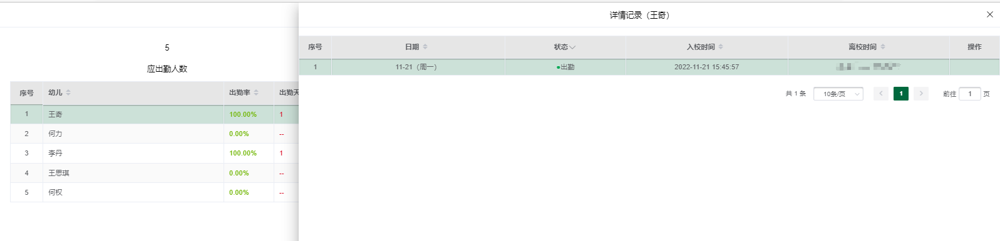 5
应出勤人数
序号 幼儿 出勤率 出勤天
1 王奇 100.00% 1
2 何力 0.00% --
3 李丹 100.00% 1
4 王思琪 0.00% --
5 何权 0.00% --
详情记录（王奇）
序号 日期 状态 入校时间 离校时间 操作
1 11-21（周一） 出勤 2022-11-21 15:45:57
共 1 条 10条/页 1 前往 1 页